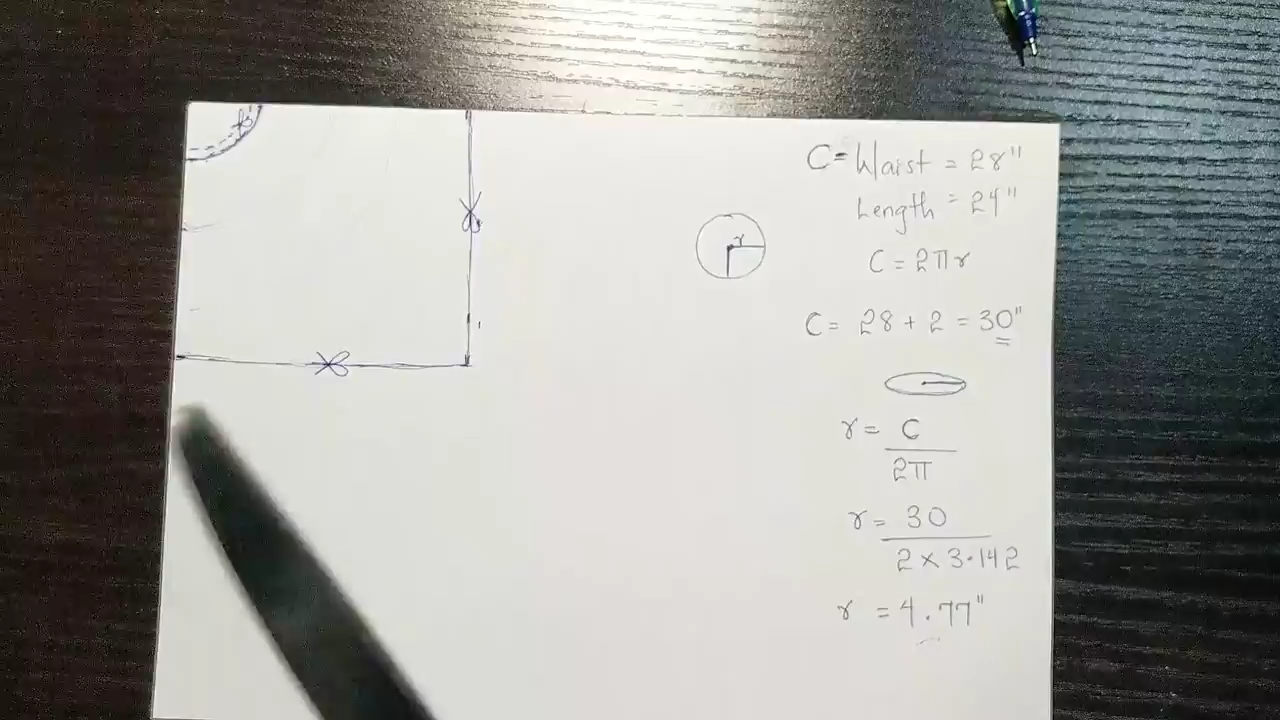 C = Waist = 28"
Length = 24"
r
C = 2πr
C = 28 + 2 = 30"
r = C
2π
r = 30
2 × 3.142
r = 4.77"